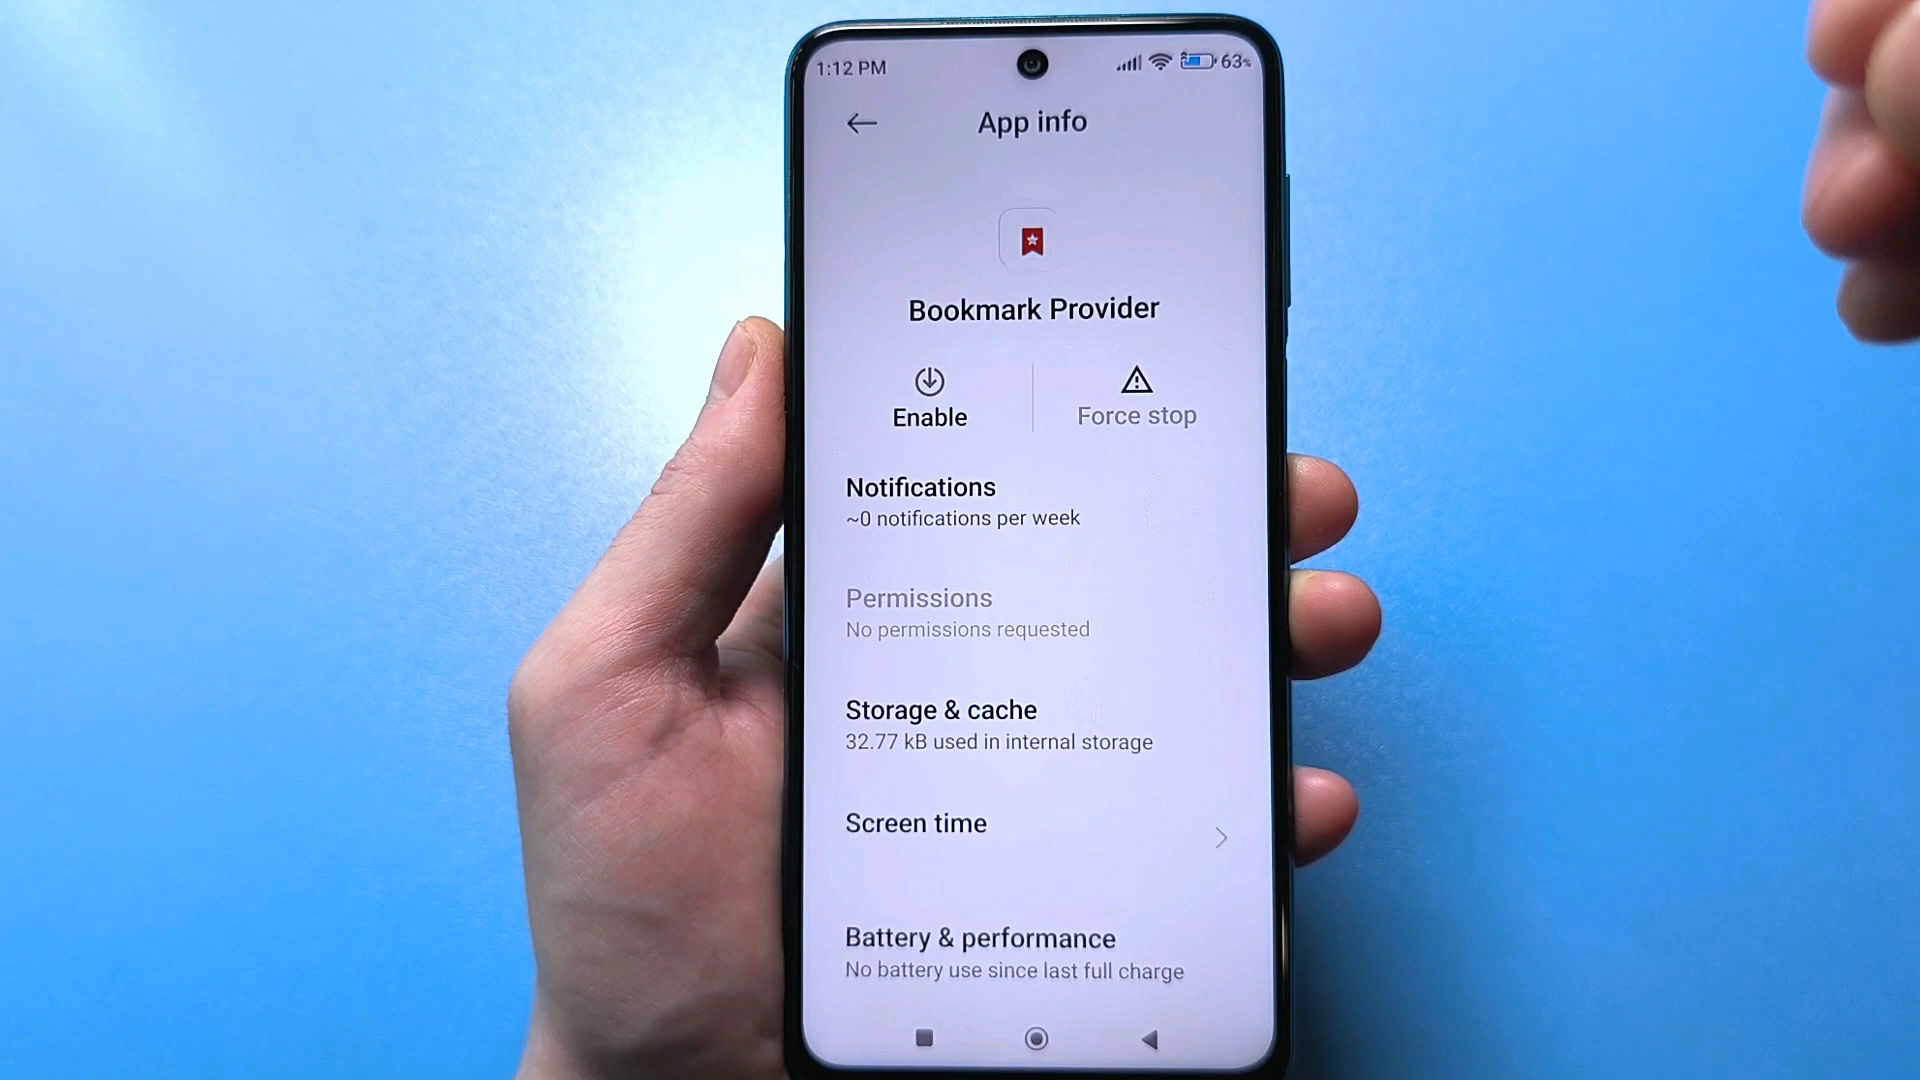 1:12 PM
63%
App info
Bookmark Provider
Enable
Force stop
Notifications
~0 notifications per week
Permissions
No permissions requested
Storage & cache
32.77 kB used in internal storage
Screen time
Battery & performance
No battery use since last full charge